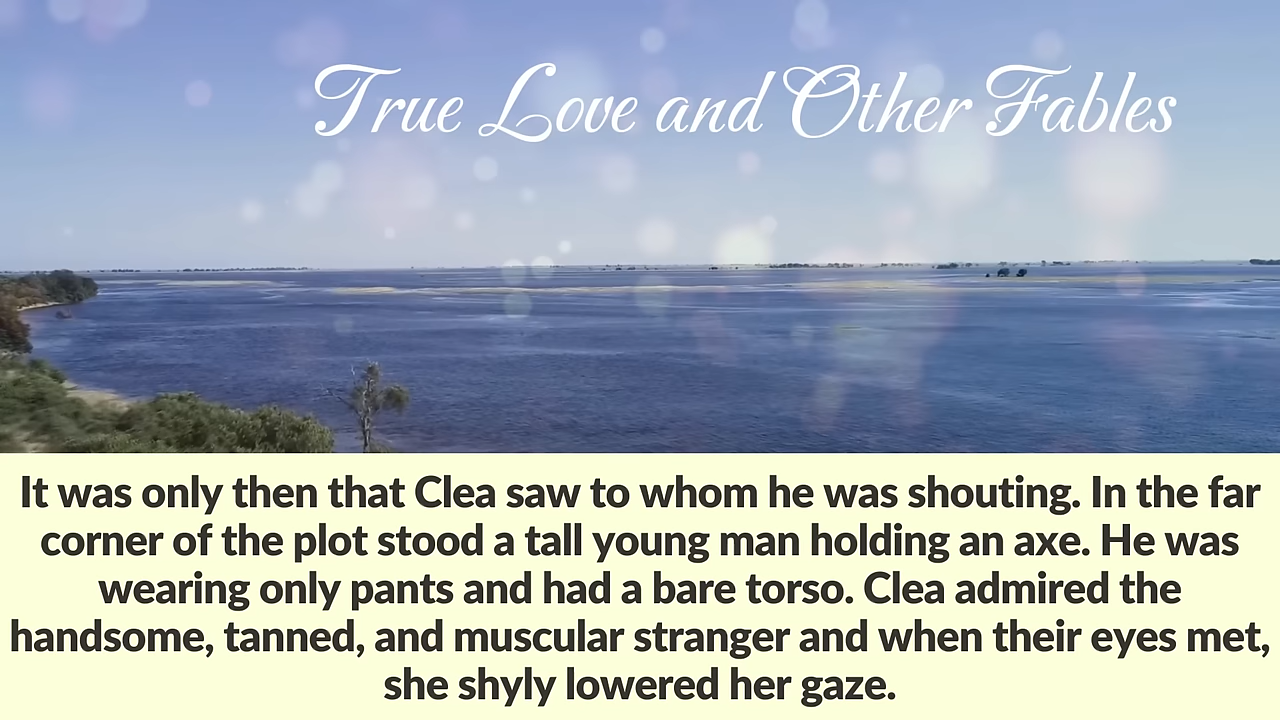 True Love and Other Fables
It was only then that Clea saw to whom he was shouting. In the far
corner of the plot stood a tall young man holding an axe. He was
wearing only pants and had a bare torso. Clea admired the
handsome, tanned, and muscular stranger and when their eyes met,
she shyly lowered her gaze.